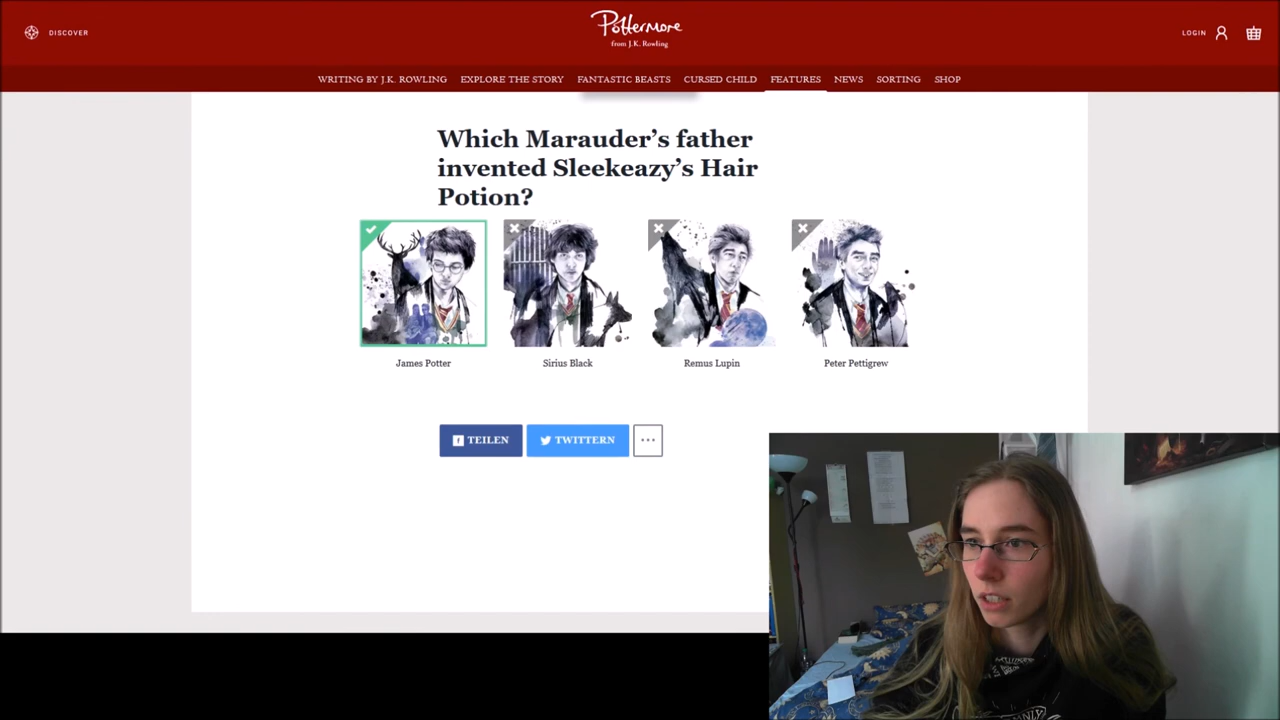 DISCOVER
Pottermore
from J.K. Rowling
LOGIN
WRITING BY J.K. ROWLING EXPLORE THE STORY FANTASTIC BEASTS CURSED CHILD FEATURES NEWS SORTING SHOP
Which Marauder's father
invented Sleekeazy's Hair
Potion?
James Potter
Sirius Black
Remus Lupin
Peter Pettigrew
TEILEN
TWITTERN